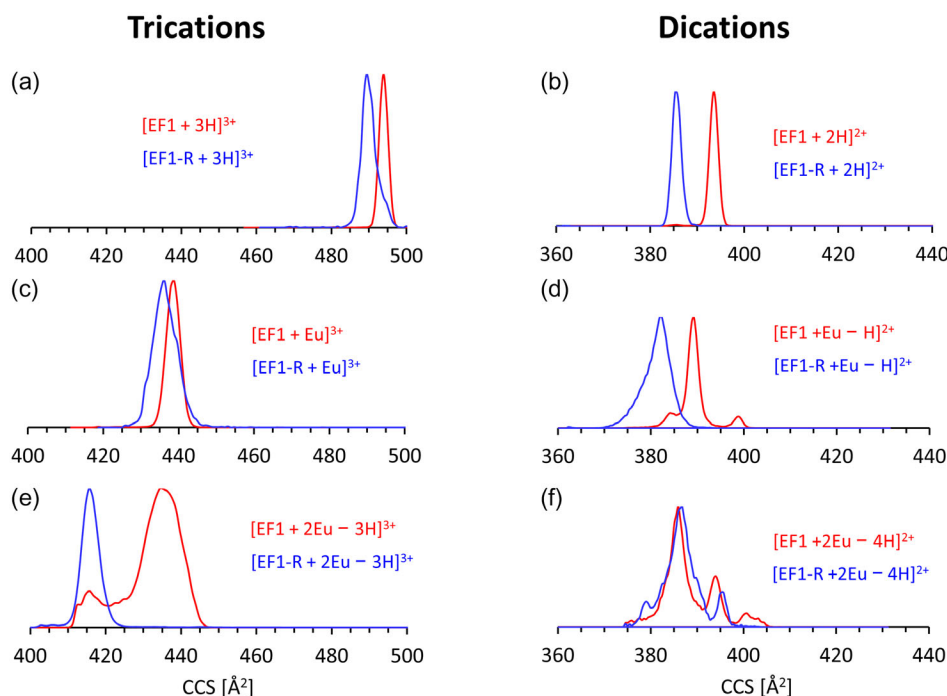 Trications
Dications
(a)
[EF1 + 3H]³⁺
[EF1-R + 3H]³⁺
400 420 440 460 480 500
(b)
[EF1 + 2H]²⁺
[EF1-R + 2H]²⁺
360 380 400 420 440
(c)
[EF1 + Eu]³⁺
[EF1-R + Eu]³⁺
400 420 440 460 480 500
(d)
[EF1 +Eu − H]²⁺
[EF1-R +Eu − H]²⁺
360 380 400 420 440
(e)
[EF1 + 2Eu − 3H]³⁺
[EF1-R + 2Eu − 3H]³⁺
400 420 440 460 480 500
CCS [Å²]
(f)
[EF1 +2Eu − 4H]²⁺
[EF1-R +2Eu − 4H]²⁺
360 380 400 420 440
CCS [Å²]